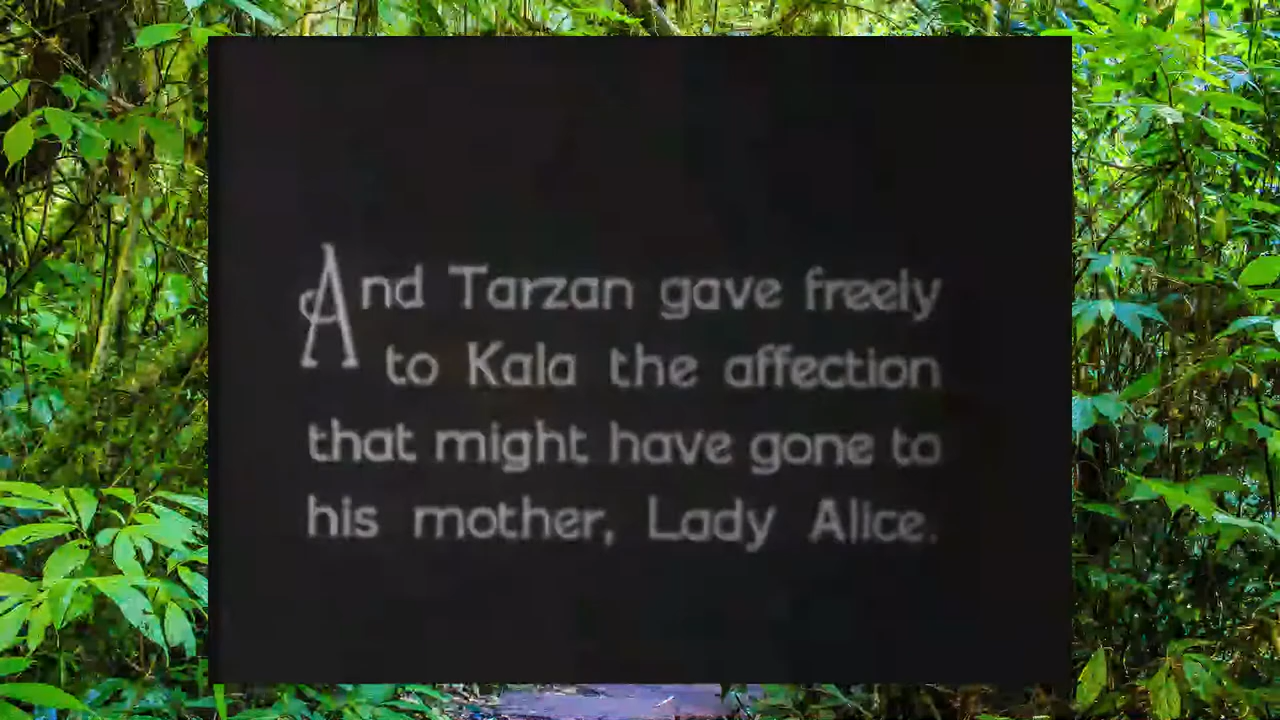 And Tarzan gave freely
to Kala the affection
that might have gone to
his mother, Lady Alice.